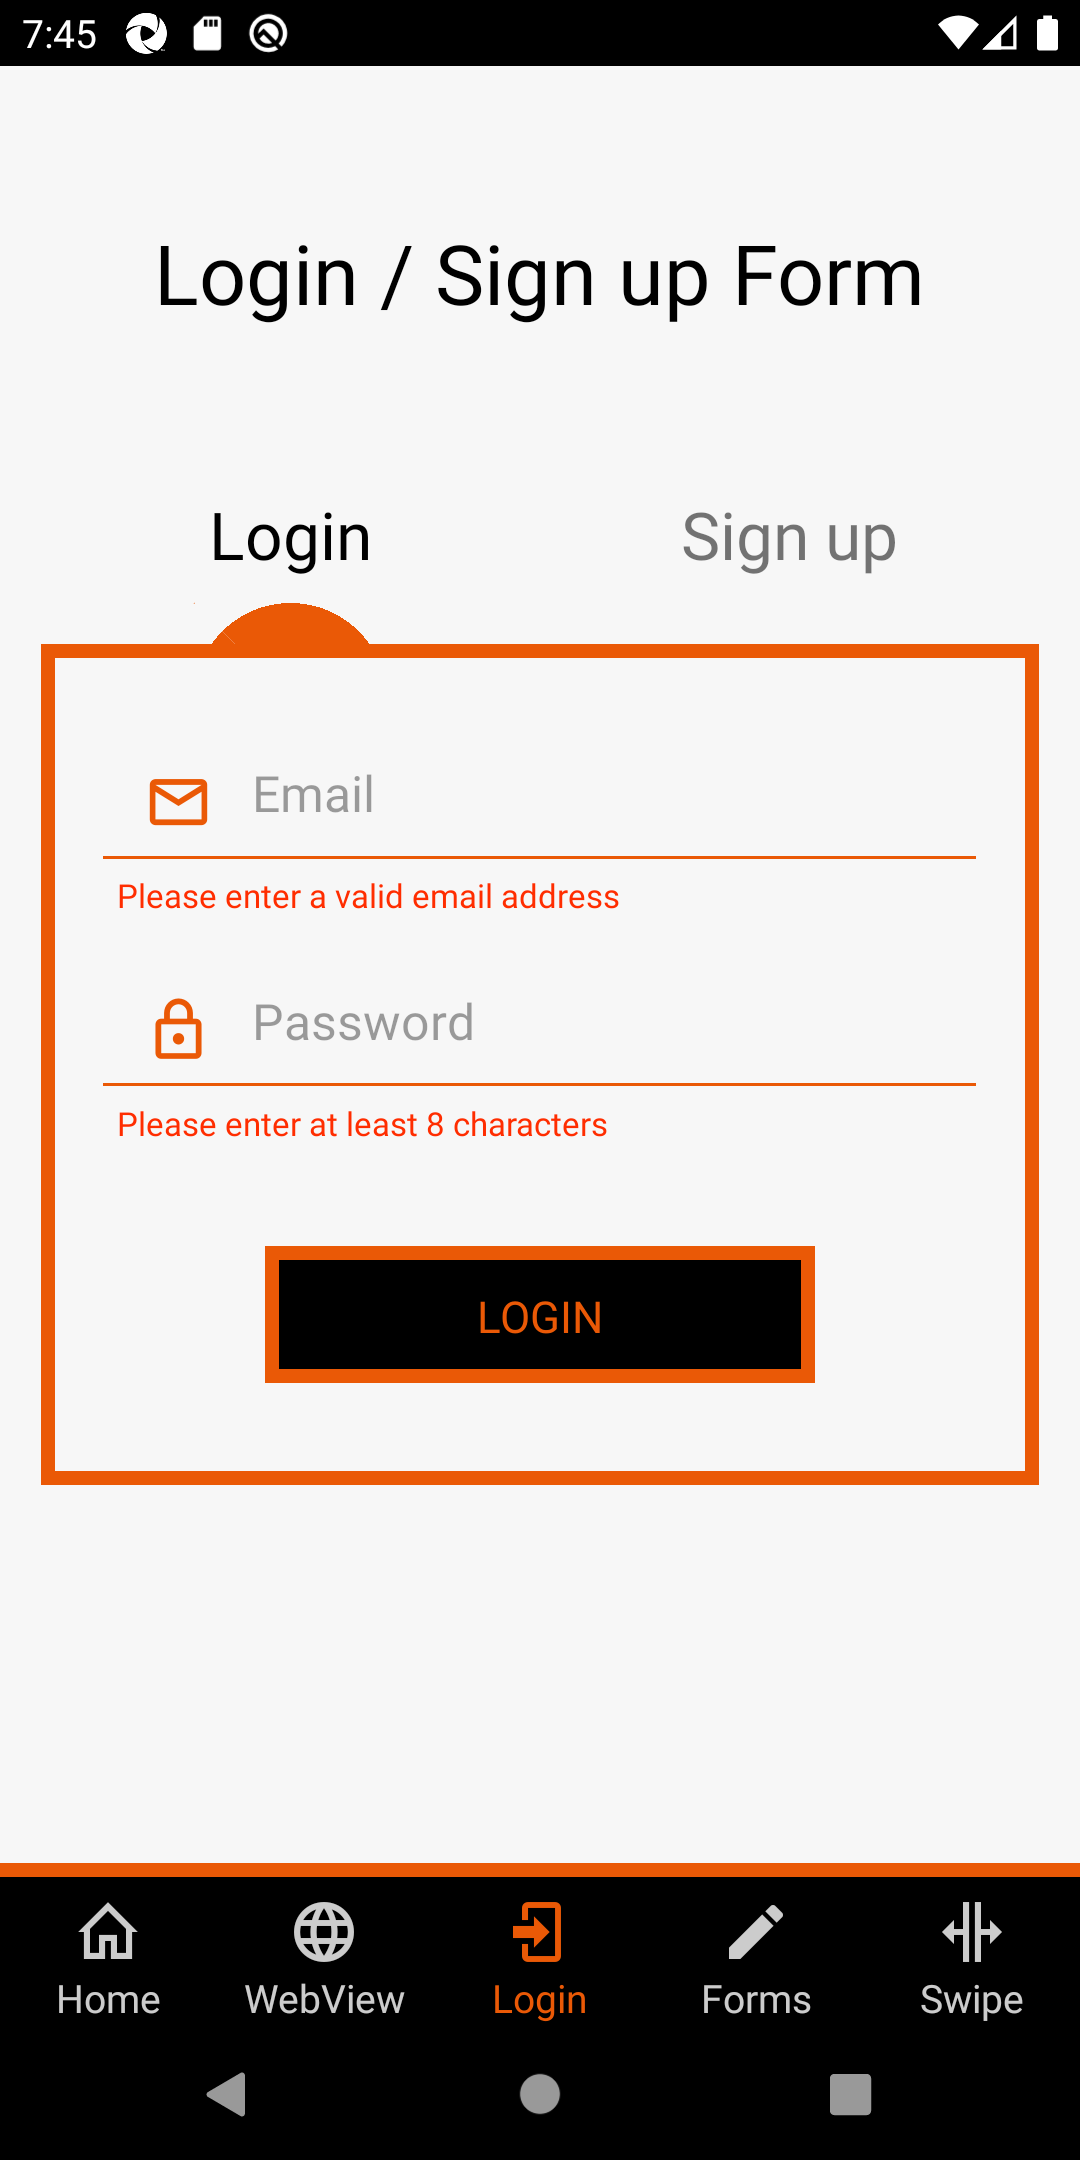 7:45
Login / Sign up Form
Login
Sign up
Email
Please enter a valid email address
Password
Please enter at least 8 characters
LOGIN
Home
WebView
Login
Forms
Swipe